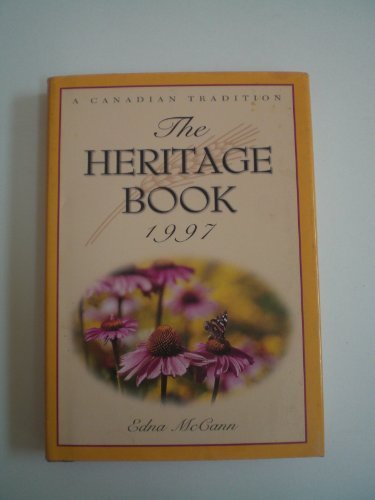 A CANADIAN TRADITION
The
HERITAGE
BOOK
1997
Edna McCann